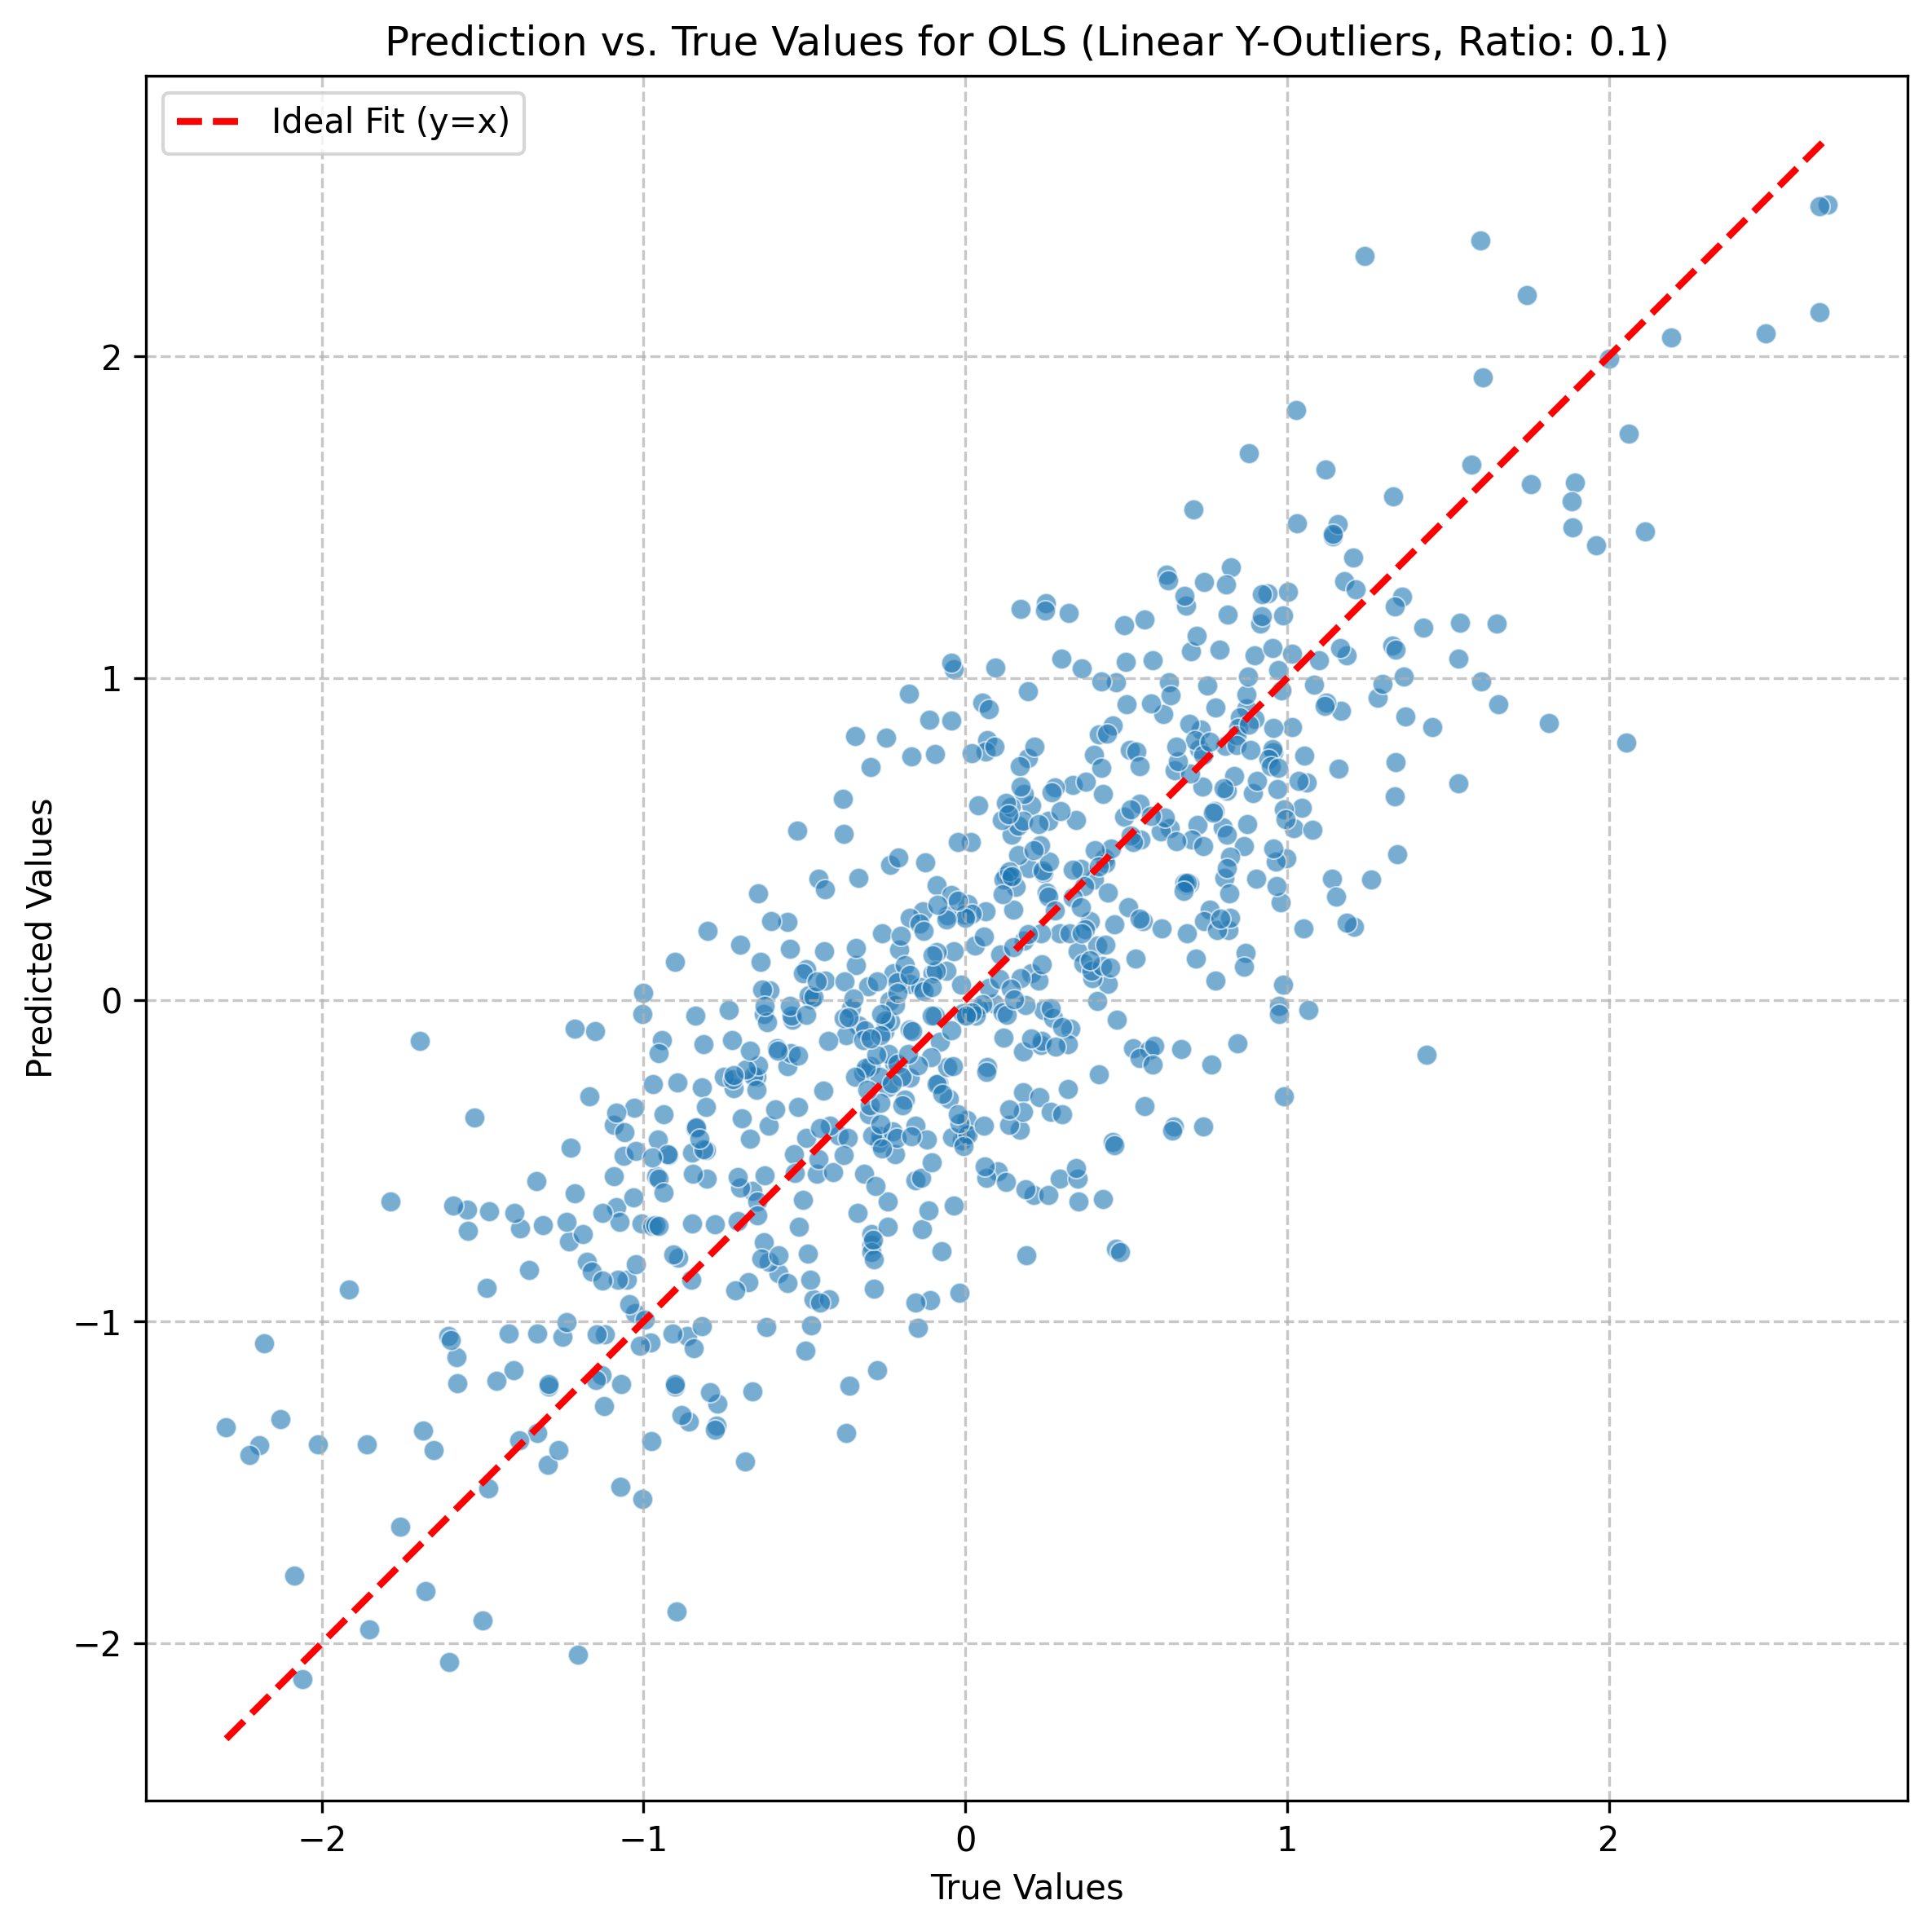 Prediction vs. True Values for OLS (Linear Y-Outliers, Ratio: 0.1)
Ideal Fit (y=x)
2
1
0
−1
−2
Predicted Values
−2
−1
0
1
2
True Values